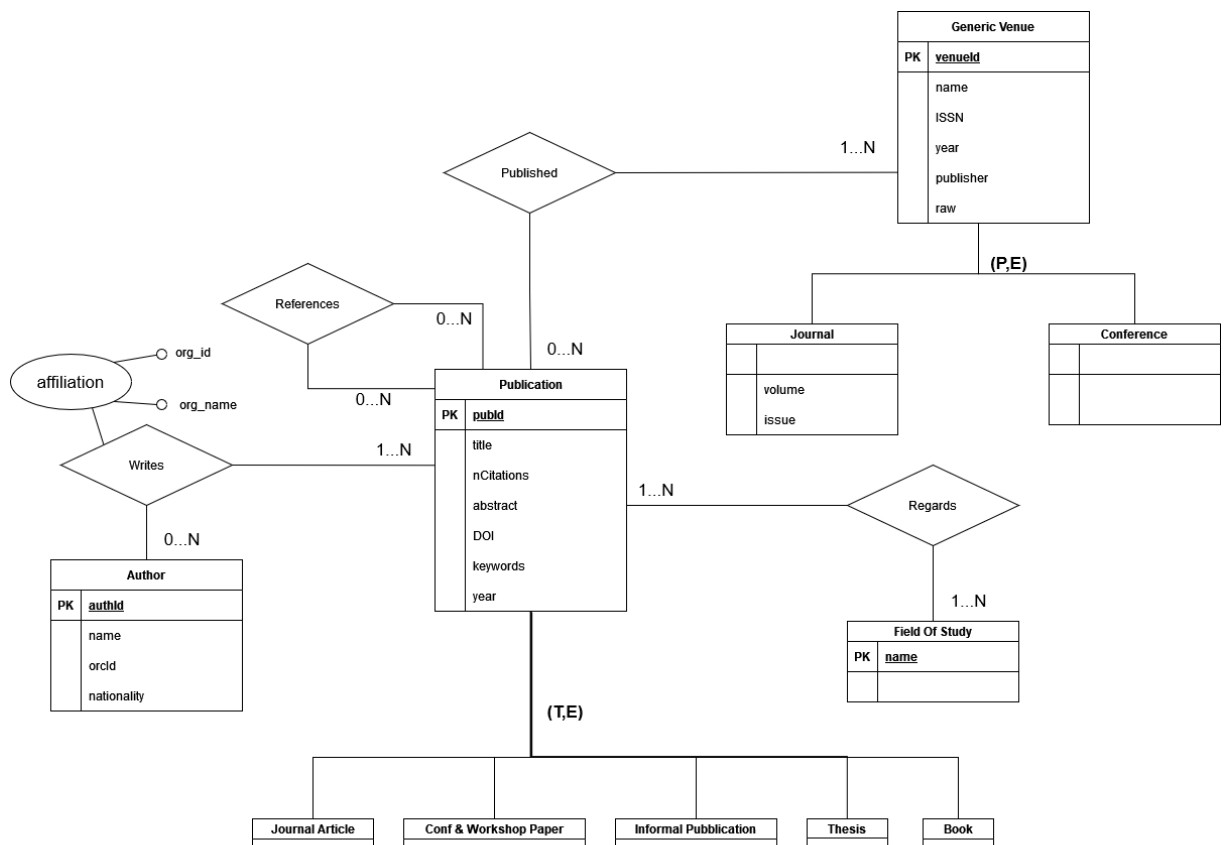 Generic Venue
PK venueId
name
ISSN
year
publisher
raw
1...N
Published
(P,E)
References
0...N
0...N
0...N
Journal
volume
issue
Conference
org_id
affiliation
org_name
Publication
PK pubId
title
nCitations
abstract
DOI
keywords
year
Writes
1...N
0...N
1...N
Regards
1...N
Author
PK authId
name
orcId
nationality
Field Of Study
PK name
(T,E)
Journal Article
Conf & Workshop Paper
Informal Pubblication
Thesis
Book